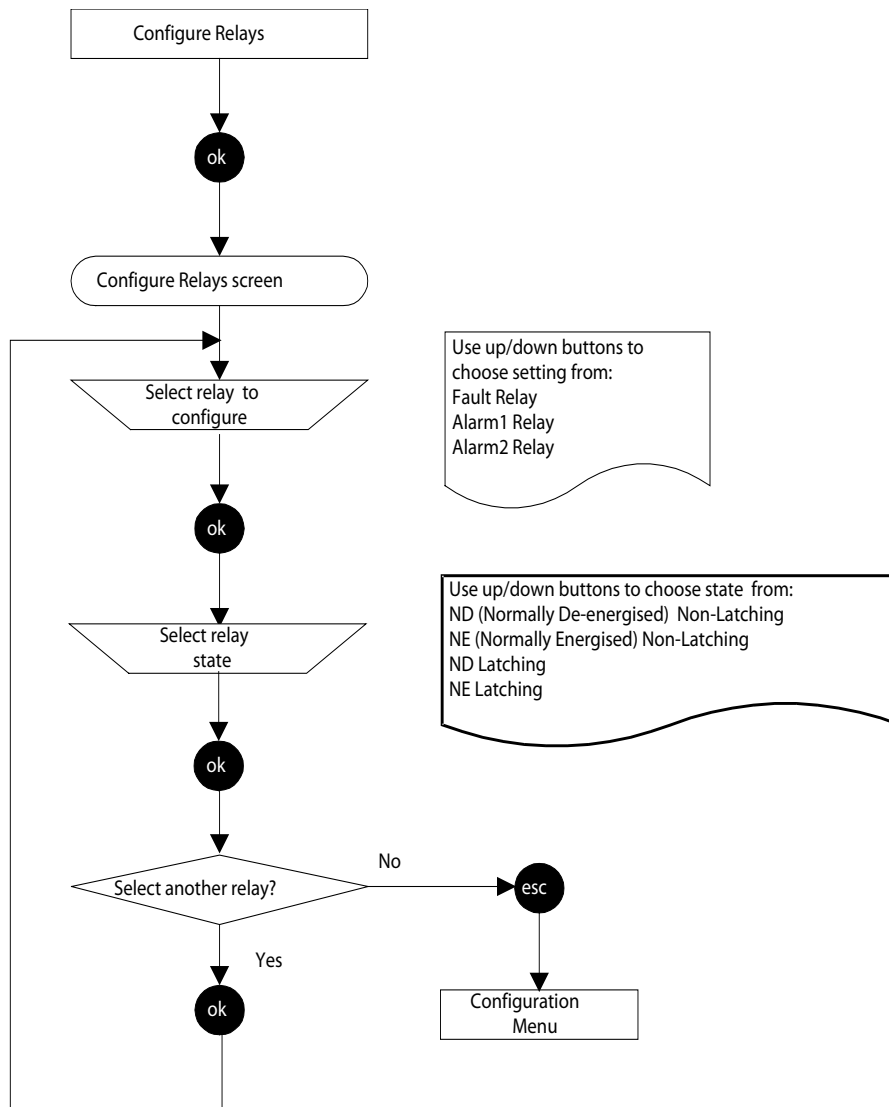 Configure Relays
ok
Configure Relays screen
Select relay to
configure
Use up/down buttons to
choose setting from:
Fault Relay
Alarm1 Relay
Alarm2 Relay
ok
Select relay
state
Use up/down buttons to choose state from:
ND (Normally De-energised) Non-Latching
NE (Normally Energised) Non-Latching
ND Latching
NE Latching
ok
Select another relay?
No
esc
Yes
ok
Configuration
Menu